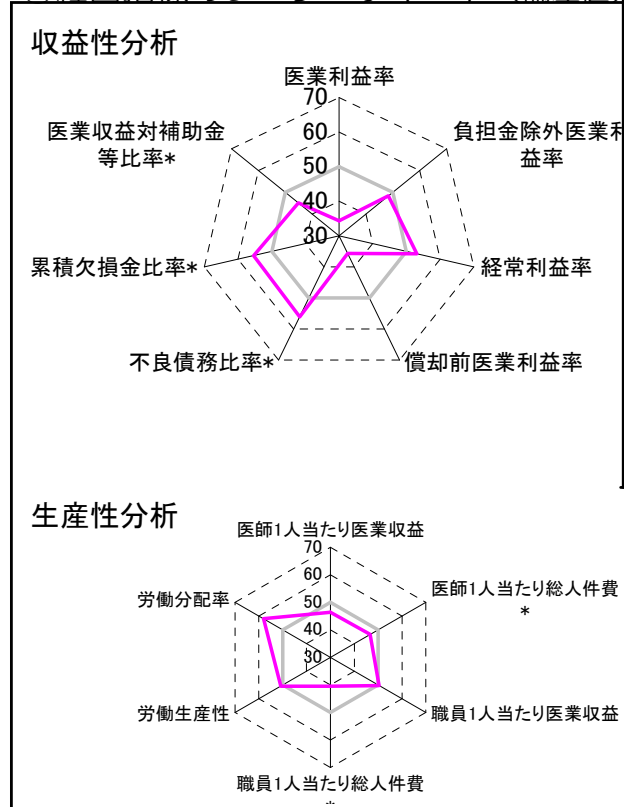 収益性分析
医業利益率
70
60
50
40
30
負担金除外医業利
益率
経常利益率
償却前医業利益率
不良債務比率*
累積欠損金比率*
医業収益対補助金
等比率*
生産性分析
医師1人当たり医業収益
70
60
50
40
30
医師1人当たり総人件費
*
職員1人当たり医業収益
職員1人当たり総人件費
*
労働生産性
労働分配率